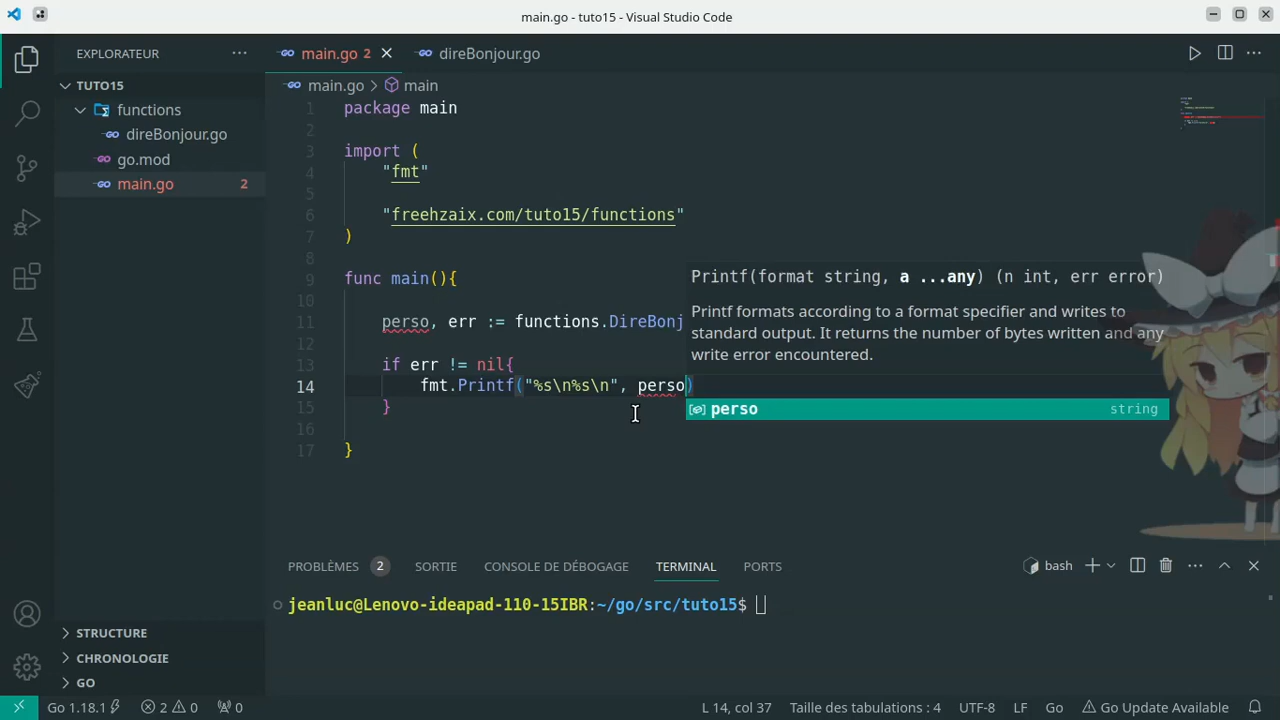 main.go - tuto15 - Visual Studio Code
EXPLORATEUR
main.go 2
direBonjour.go
TUTO15
functions
direBonjour.go
go.mod
main.go 2
main.go > main
1 package main
2
3 import (
4 "fmt"
5
6 "freehzaix.com/tuto15/functions"
7 )
8
9 func main(){
10
11 perso, err := functions.DireBonj
12
13 if err != nil{
14 fmt.Printf("%s\n%s\n", perso)
15 }
16
17 }
Printf(format string, a ...any) (n int, err error)
Printf formats according to a format specifier and writes to
standard output. It returns the number of bytes written and any
write error encountered.
perso string
PROBLÈMES 2 SORTIE CONSOLE DE DÉBOGAGE TERMINAL PORTS
bash
jeanluc@Lenovo-ideapad-110-15IBR:~/go/src/tuto15$
STRUCTURE
CHRONOLOGIE
GO
Go 1.18.1 2 0 0 L 14, col 37 Taille des tabulations : 4 UTF-8 LF Go Go Update Available